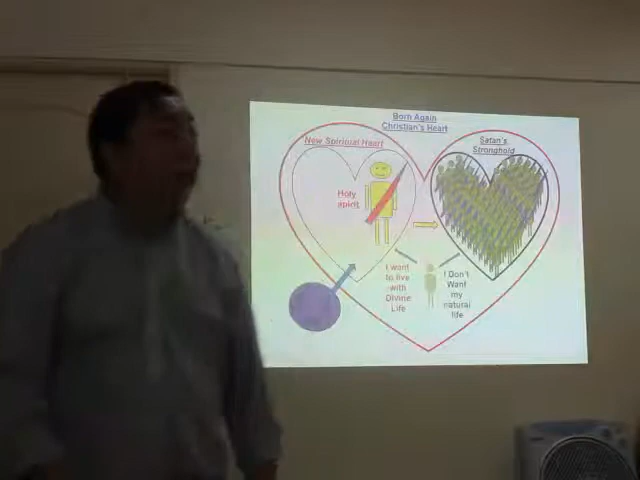 Born Again
Christian's Heart
New Spiritual Heart
Satan's
Stronghold
Holy
spirit
I want
to live
with
Divine
Life
I Don't
Want
my
natural
life